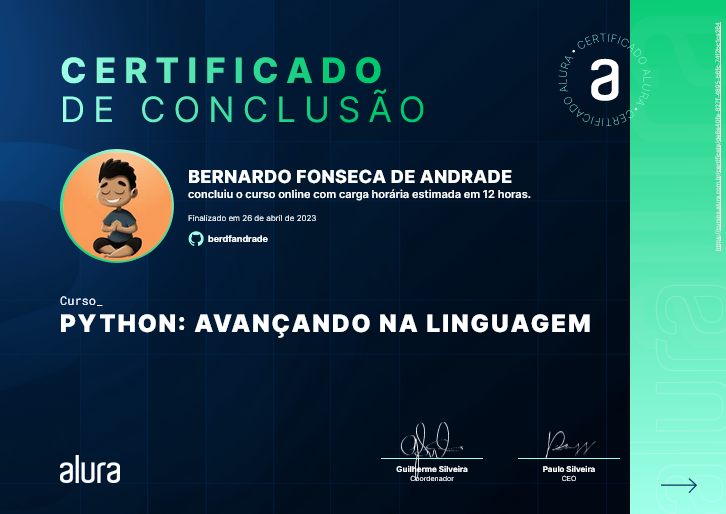 CERTIFICADO
DE CONCLUSÃO
CERTIFICADO ALURA • CERTIFICADO ALURA •
a
BERNARDO FONSECA DE ANDRADE
concluiu o curso online com carga horária estimada em 12 horas.
Finalizado em 26 de abril de 2023
berdfandrade
Curso_
PYTHON: AVANÇANDO NA LINGUAGEM
alura
Guilherme Silveira
Coordenador
Paulo Silveira
CEO
alura